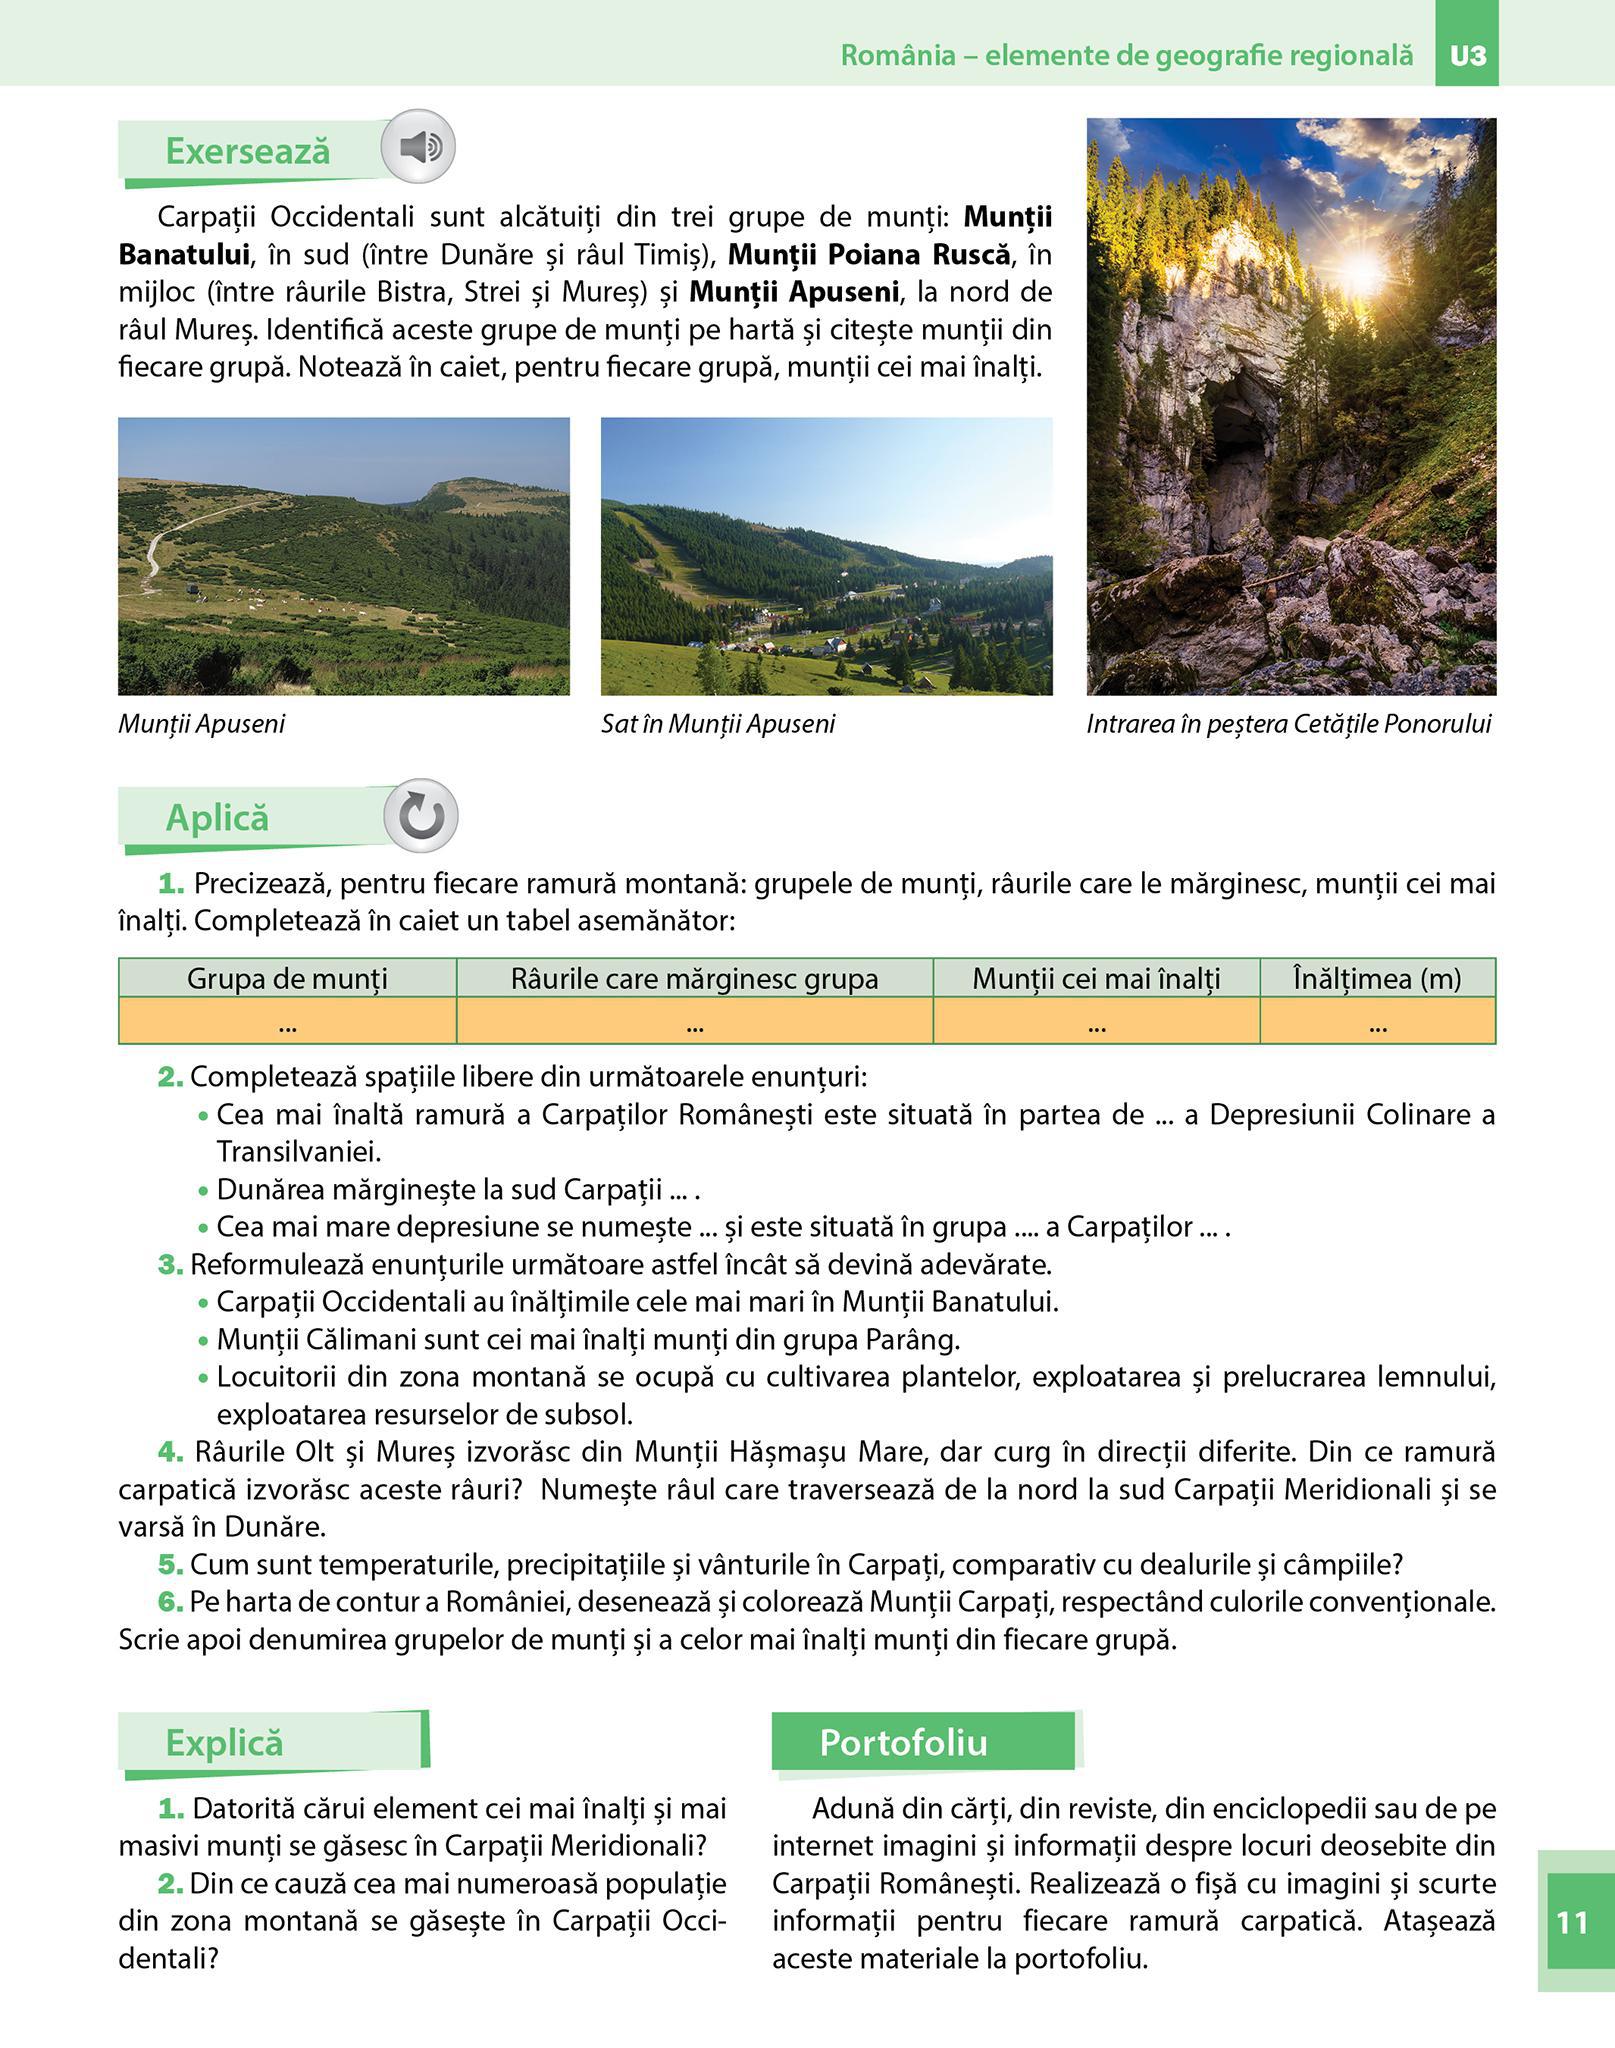 România – elemente de geografie regională U3
Exersează
Carpații Occidentali sunt alcătuiți din trei grupe de munți: Munții
Banatului, în sud (între Dunăre și râul Timiș), Munții Poiana Ruscă, în
mijloc (între râurile Bistra, Strei și Mureș) și Munții Apuseni, la nord de
râul Mureș. Identifică aceste grupe de munți pe hartă și citește munții din
fiecare grupă. Notează în caiet, pentru fiecare grupă, munții cei mai înalți.
Munții Apuseni
Sat în Munții Apuseni
Intrarea în peștera Cetățile Ponorului
Aplică
1. Precizează, pentru fiecare ramură montană: grupele de munți, râurile care le mărginesc, munții cei mai
înalți. Completează în caiet un tabel asemănător:
Grupa de munți Râurile care mărginesc grupa Munții cei mai înalți Înălțimea (m)
... ... ... ...
2. Completează spațiile libere din următoarele enunțuri:
• Cea mai înaltă ramură a Carpaților Românești este situată în partea de ... a Depresiunii Colinare a
Transilvaniei.
• Dunărea mărginește la sud Carpații ... .
• Cea mai mare depresiune se numește ... și este situată în grupa .... a Carpaților ... .
3. Reformulează enunțurile următoare astfel încât să devină adevărate.
• Carpații Occidentali au înălțimile cele mai mari în Munții Banatului.
• Munții Călimani sunt cei mai înalți munți din grupa Parâng.
• Locuitorii din zona montană se ocupă cu cultivarea plantelor, exploatarea și prelucrarea lemnului,
exploatarea resurselor de subsol.
4. Râurile Olt și Mureș izvorăsc din Munții Hășmașu Mare, dar curg în direcții diferite. Din ce ramură
carpatică izvorăsc aceste râuri? Numește râul care traversează de la nord la sud Carpații Meridionali și se
varsă în Dunăre.
5. Cum sunt temperaturile, precipitațiile și vânturile în Carpați, comparativ cu dealurile și câmpiile?
6. Pe harta de contur a României, desenează și colorează Munții Carpați, respectând culorile convenționale.
Scrie apoi denumirea grupelor de munți și a celor mai înalți munți din fiecare grupă.
Explică
1. Datorită cărui element cei mai înalți și mai
masivi munți se găsesc în Carpații Meridionali?
2. Din ce cauză cea mai numeroasă populație
din zona montană se găsește în Carpații Occi-
dentali?
Portofoliu
Adună din cărți, din reviste, din enciclopedii sau de pe
internet imagini și informații despre locuri deosebite din
Carpații Românești. Realizează o fișă cu imagini și scurte
informații pentru fiecare ramură carpatică. Atașează
aceste materiale la portofoliu.
11